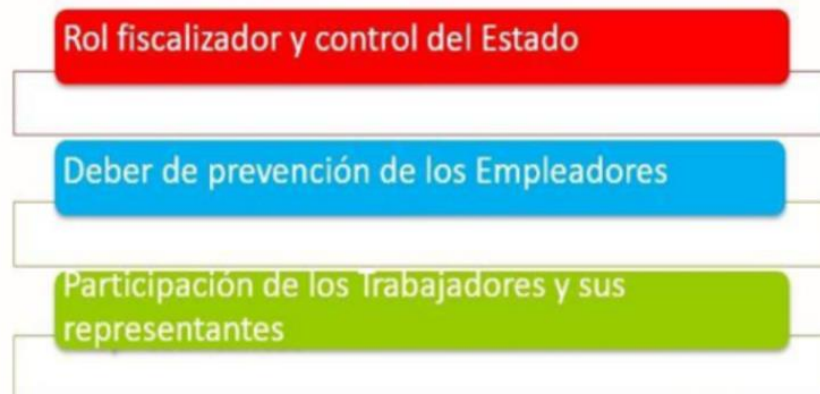 Rol fiscalizador y control del Estado
Deber de prevención de los Empleadores
Participación de los Trabajadores y sus
representantes